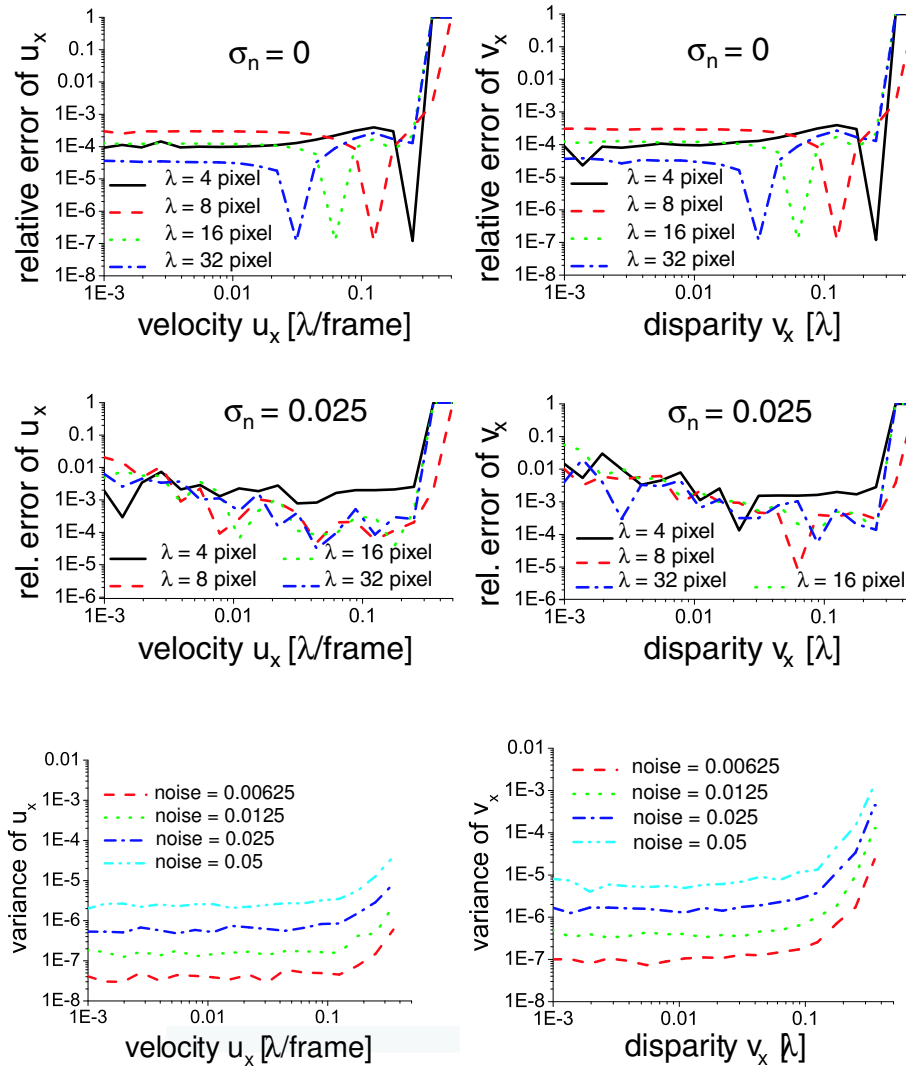 relative error of u_x
1
0.1
0.01
1E-3
1E-4
1E-5
1E-6
1E-7
1E-8
σ_n = 0
λ = 4 pixel
λ = 8 pixel
λ = 16 pixel
λ = 32 pixel
1E-3 0.01 0.1
velocity u_x [λ/frame]
relative error of v_x
1
0.1
0.01
1E-3
1E-4
1E-5
1E-6
1E-7
1E-8
σ_n = 0
λ = 4 pixel
λ = 8 pixel
λ = 16 pixel
λ = 32 pixel
1E-3 0.01 0.1
disparity v_x [λ]
rel. error of u_x
1
0.1
0.01
1E-3
1E-4
1E-5
1E-6
σ_n = 0.025
λ = 4 pixel λ = 16 pixel
λ = 8 pixel λ = 32 pixel
1E-3 0.01 0.1
velocity u_x [λ/frame]
rel. error of v_x
1
0.1
0.01
1E-3
1E-4
1E-5
1E-6
σ_n = 0.025
λ = 4 pixel
λ = 8 pixel
λ = 32 pixel λ = 16 pixel
1E-3 0.01 0.1
disparity v_x [λ]
variance of u_x
0.01
1E-3
1E-4
1E-5
1E-6
1E-7
1E-8
noise = 0.00625
noise = 0.0125
noise = 0.025
noise = 0.05
1E-3 0.01 0.1
velocity u_x [λ/frame]
variance of v_x
0.01
1E-3
1E-4
1E-5
1E-6
1E-7
1E-8
noise = 0.00625
noise = 0.0125
noise = 0.025
noise = 0.05
1E-3 0.01 0.1
disparity v_x [λ]